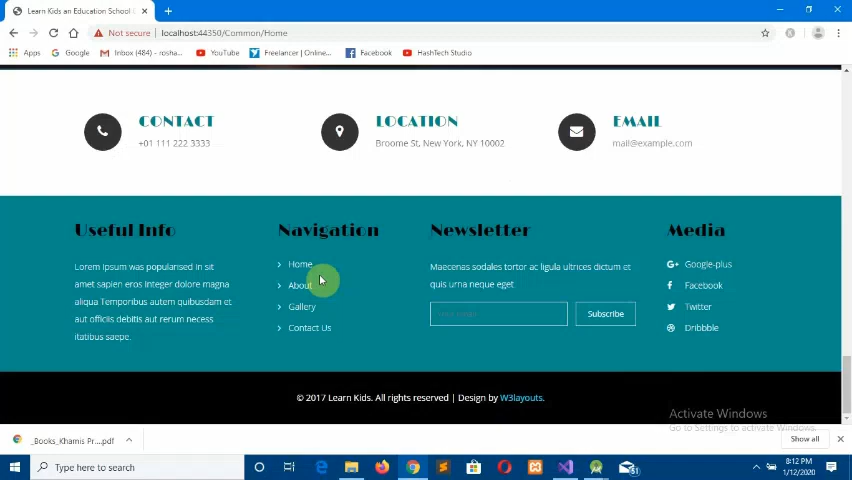 Learn Kids an Education School
Not secure
localhost:44350/Common/Home
Apps
Google
Inbox (484) - rosha...
YouTube
Freelancer | Online...
Facebook
HashTech Studio
CONTACT
+01 111 222 3333
LOCATION
Broome St, New York, NY 10002
EMAIL
mail@example.com
Useful Info
Lorem Ipsum was popularised in sit
amet sapien eros Integer dolore magna
aliqua Temporibus autem quibusdam et
aut officiis debitis aut rerum necess
itatibus saepe.
Navigation
Home
About
Gallery
Contact Us
Newsletter
Maecenas sodales tortor ac ligula ultrices dictum et
quis urna neque eget.
Subscribe
Media
Google-plus
Facebook
Twitter
Dribbble
© 2017 Learn Kids. All rights reserved | Design by W3layouts.
Activate Windows
Go to Settings to activate Windows.
_Books_Khamis Pr....pdf
Show all
Type here to search
51
8:12 PM
1/12/2020